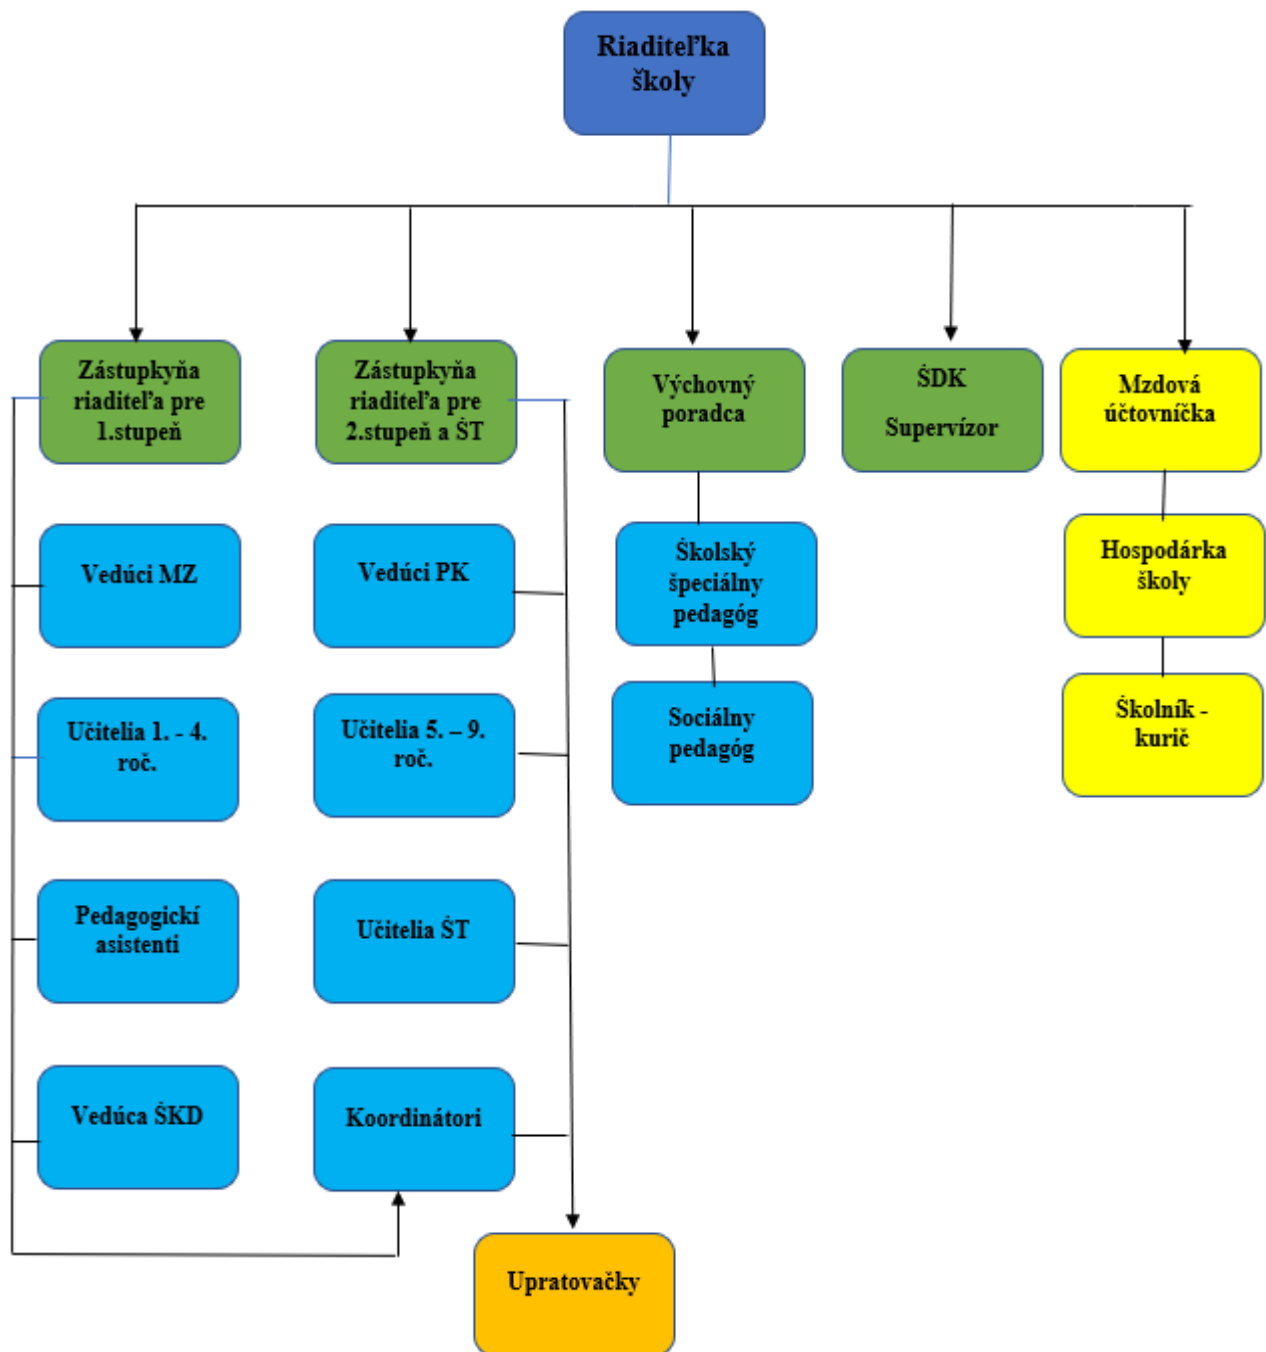 Riaditeľka
školy
Zástupkyňa
riaditeľa pre
1.stupeň
Zástupkyňa
riaditeľa pre
2.stupeň a ŠT
Výchovný
poradca
ŠDK
Supervízor
Mzdová
účtovníčka
Vedúci MZ
Vedúci PK
Školský
špeciálny
pedagóg
Hospodárka
školy
Učitelia 1. - 4.
roč.
Učitelia 5. – 9.
roč.
Sociálny
pedagóg
Školník -
kurič
Pedagogickí
asistenti
Učitelia ŠT
Vedúca ŠKD
Koordinátori
Upratovačky